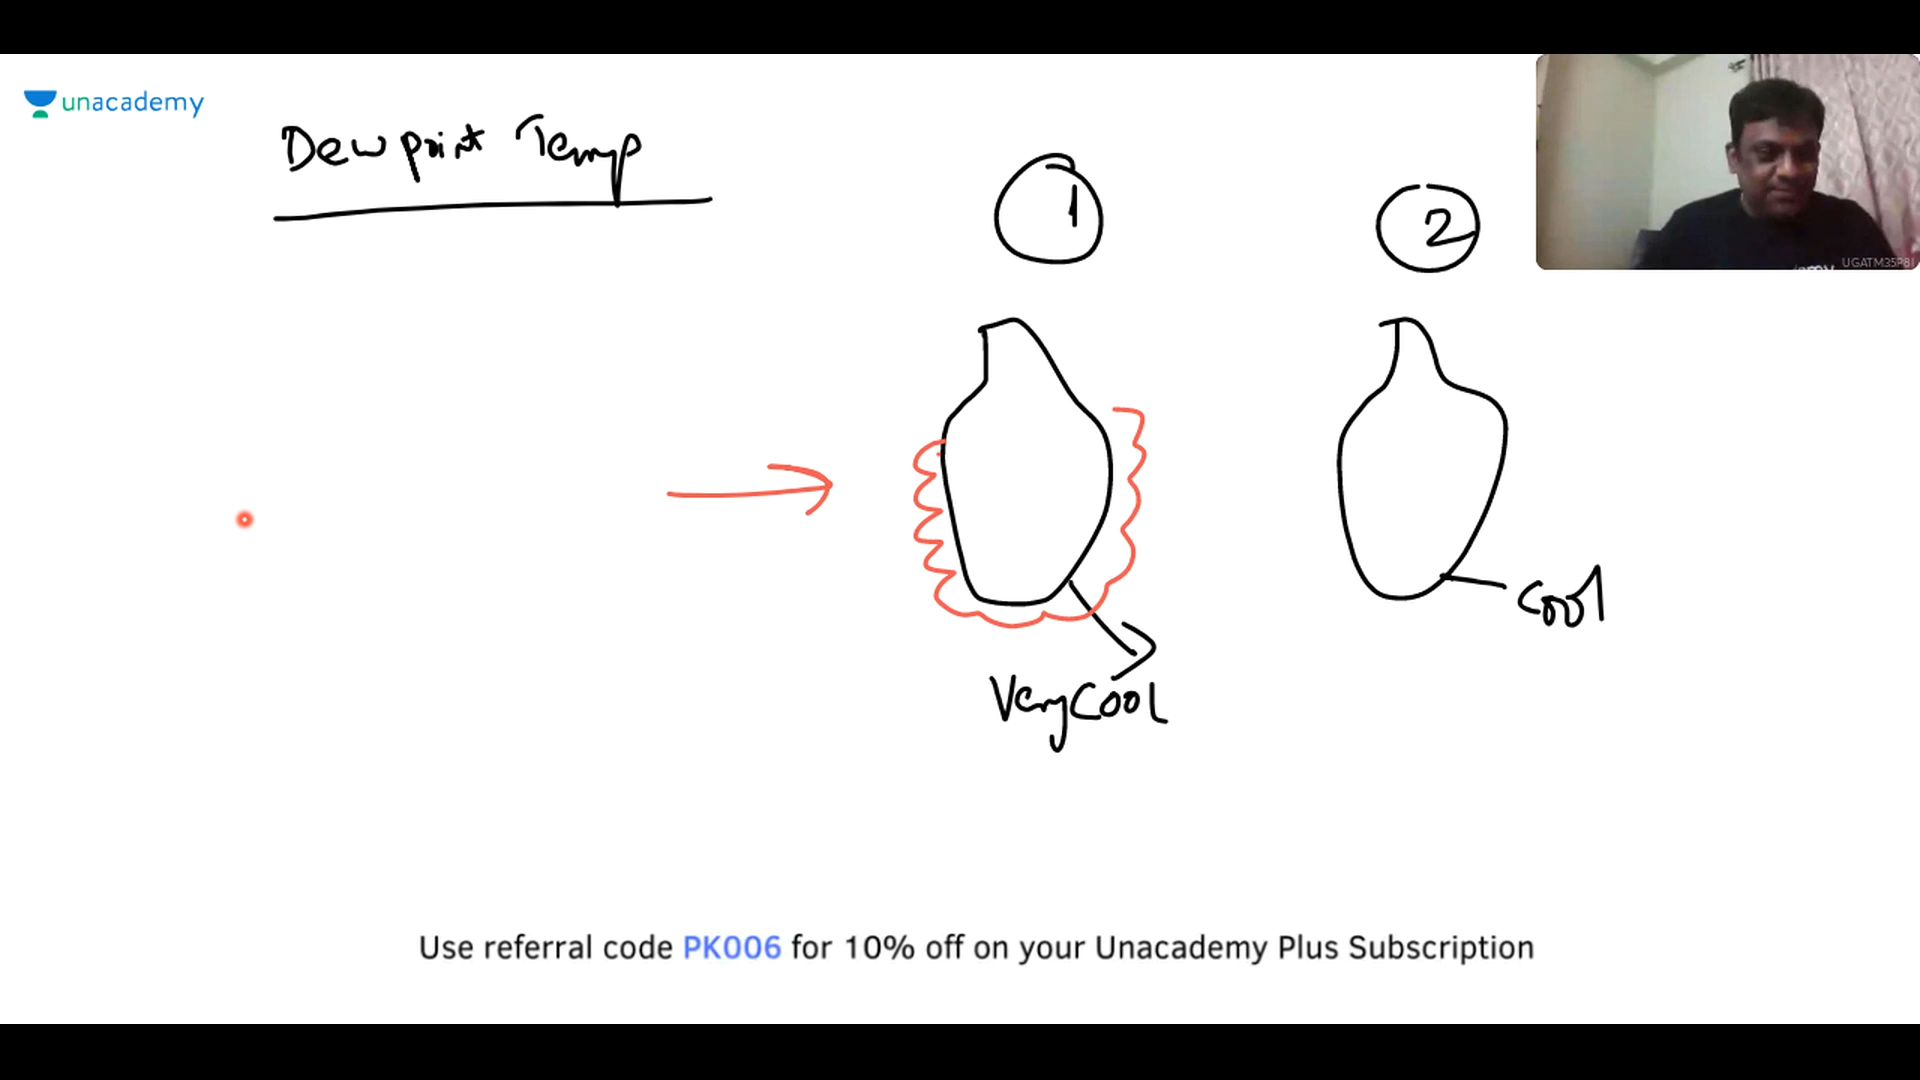 unacademy
Dew point Temp
1
2
UGATM35P8I
cool
Very cool
Use referral code PK006 for 10% off on your Unacademy Plus Subscription